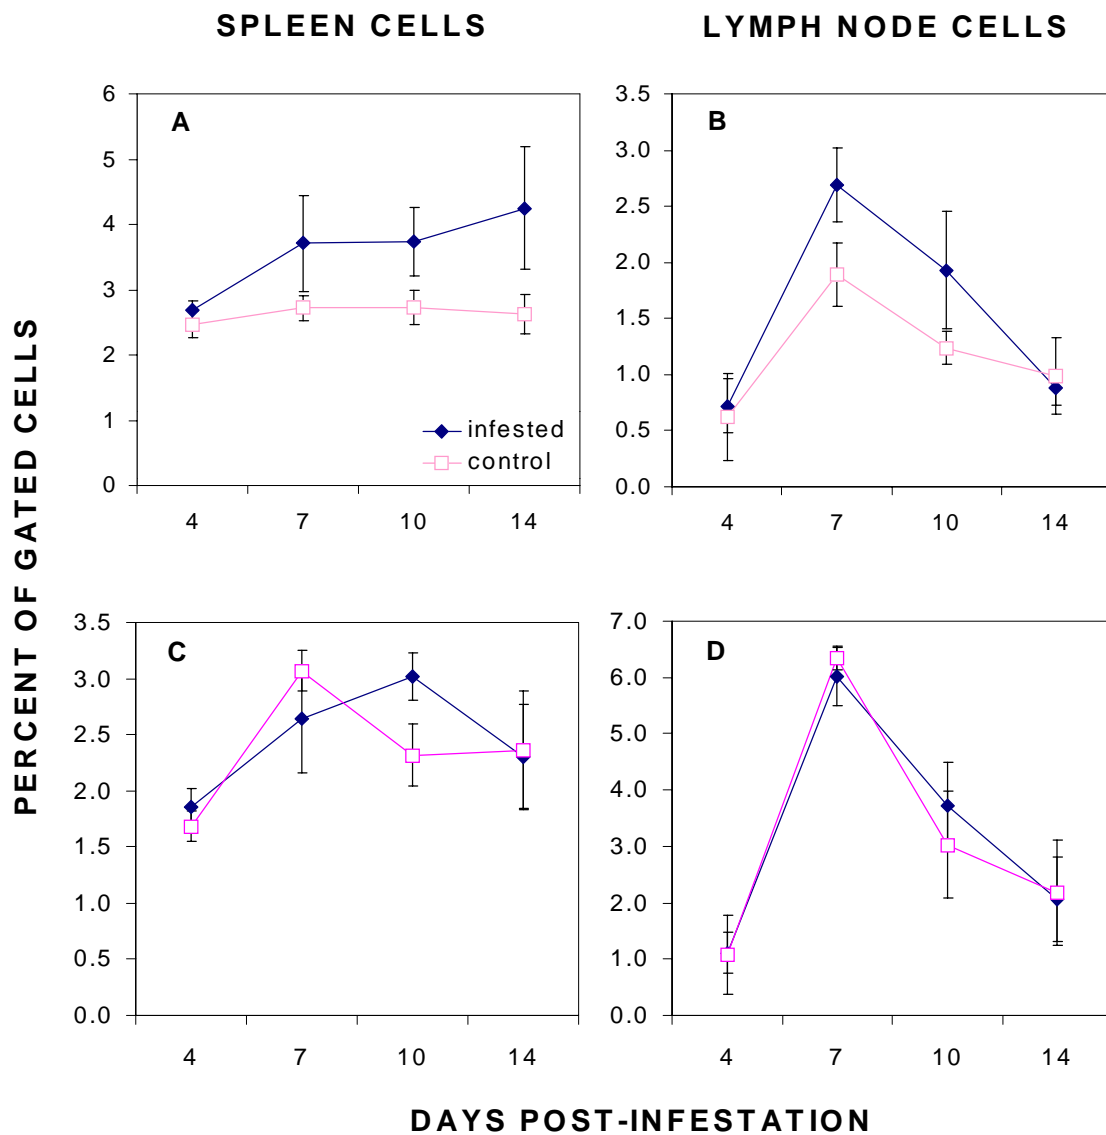 SPLEEN CELLS
LYMPH NODE CELLS
PERCENT OF GATED CELLS
A
6
5
4
3
2
1
0
infested
control
4 7 10 14
B
3.5
3.0
2.5
2.0
1.5
1.0
0.5
0.0
4 7 10 14
C
3.5
3.0
2.5
2.0
1.5
1.0
0.5
0.0
4 7 10 14
D
7.0
6.0
5.0
4.0
3.0
2.0
1.0
0.0
4 7 10 14
DAYS POST-INFESTATION